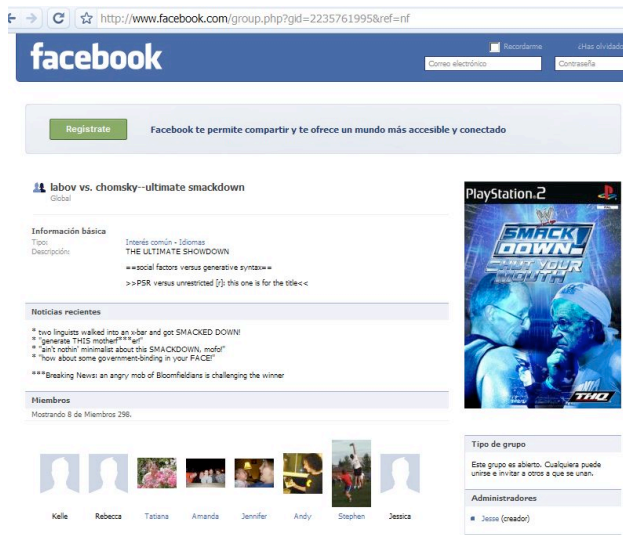 http://www.facebook.com/group.php?gid=2235761995&ref=nf
facebook
Recordarme
¿Has olvidado
Correo electrónico
Contraseña
Regístrate
Facebook te permite compartir y te ofrece un mundo más accesible y conectado
labov vs. chomsky--ultimate smackdown
Global
Información básica
Tipo: Interés común - Idiomas
Descripción: THE ULTIMATE SHOWDOWN
==social factors versus generative syntax==
>>PSR versus unrestricted [r]: this one is for the title<<
Noticias recientes
* two linguists walked into an x-bar and got SMACKED DOWN!
* "generate THIS motherf***er!"
* "ain't nothin' minimalist about this SMACKDOWN, mofo!"
* "how about some government-binding in your FACE!"
***Breaking News: an angry mob of Bloomfieldians is challenging the winner
Miembros
Mostrando 8 de Miembros 298.
Kelle Rebecca Tatiana Amanda Jennifer Andy Stephen Jessica
PlayStation.2
SMACK
DOWN!
SHUT YOUR
MOUTH
THQ
Tipo de grupo
Este grupo es abierto. Cualquiera puede
unirse e invitar a otros a que se unan.
Administradores
Jesse (creador)